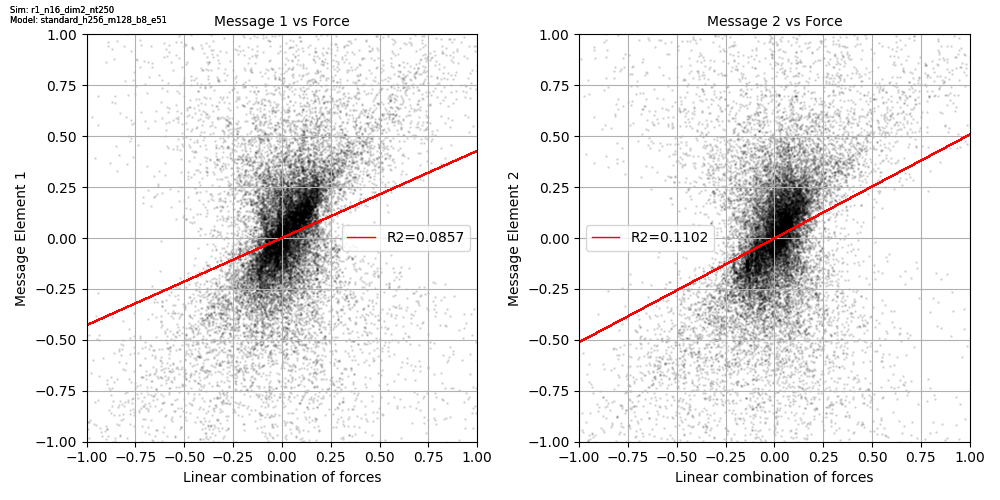 Sim: r1_n16_dim2_nt250
Model: standard_h256_m128_b8_e51
Message 1 vs Force
1.00
0.75
0.50
0.25
0.00
−0.25
−0.50
−0.75
−1.00
Message Element 1
R2=0.0857
−1.00 −0.75 −0.50 −0.25 0.00 0.25 0.50 0.75 1.00
Linear combination of forces
Message 2 vs Force
1.00
0.75
0.50
0.25
0.00
−0.25
−0.50
−0.75
−1.00
Message Element 2
R2=0.1102
−1.00 −0.75 −0.50 −0.25 0.00 0.25 0.50 0.75 1.00
Linear combination of forces